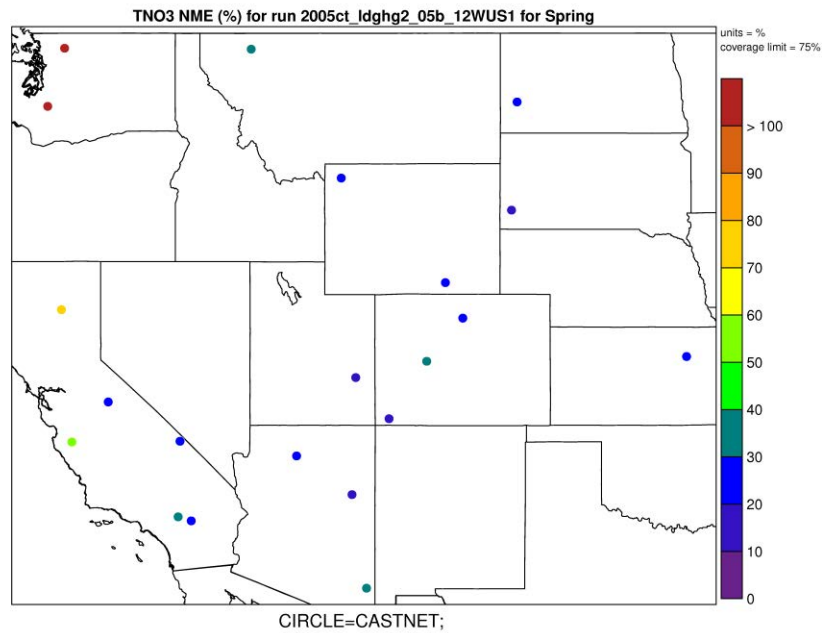 TNO3 NME (%) for run 2005ct_ldghg2_05b_12WUS1 for Spring
units = %
coverage limit = 75%
> 100
90
80
70
60
50
40
30
20
10
0
CIRCLE=CASTNET;